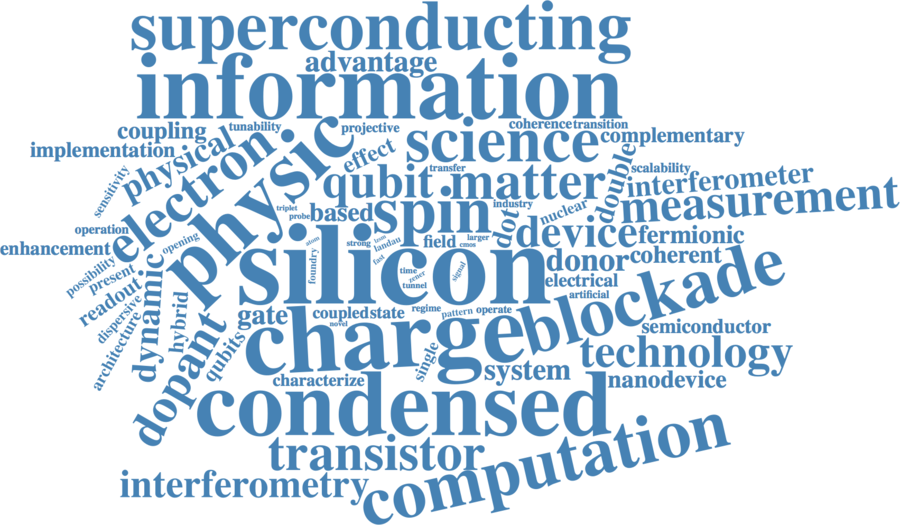 superconducting
advantage
information
coupling
tunability
projective
coherence
transition
implementation
physical
electron
physic
effect
science
complementary
sensitivity
transfer
qubit
matter
double
scalability
interferometer
triplet
probe
based
spin
industry
dot
nuclear
measurement
operation
enhancement
opening
atom
strong
landau
fast
field
larger
cmos
device
fermionic
possibility
present
readout
dynamic
foundry
silicon
time
zener
tunnel
signal
donor
coherent
electrical
artificial
dispersive
architecture
hybrid
dopant
qubits
gate
coupled
state
novel
regime
pattern
operate
charge
blockade
semiconductor
technology
single
characterize
system
nanodevice
condensed
transistor
computation
interferometry